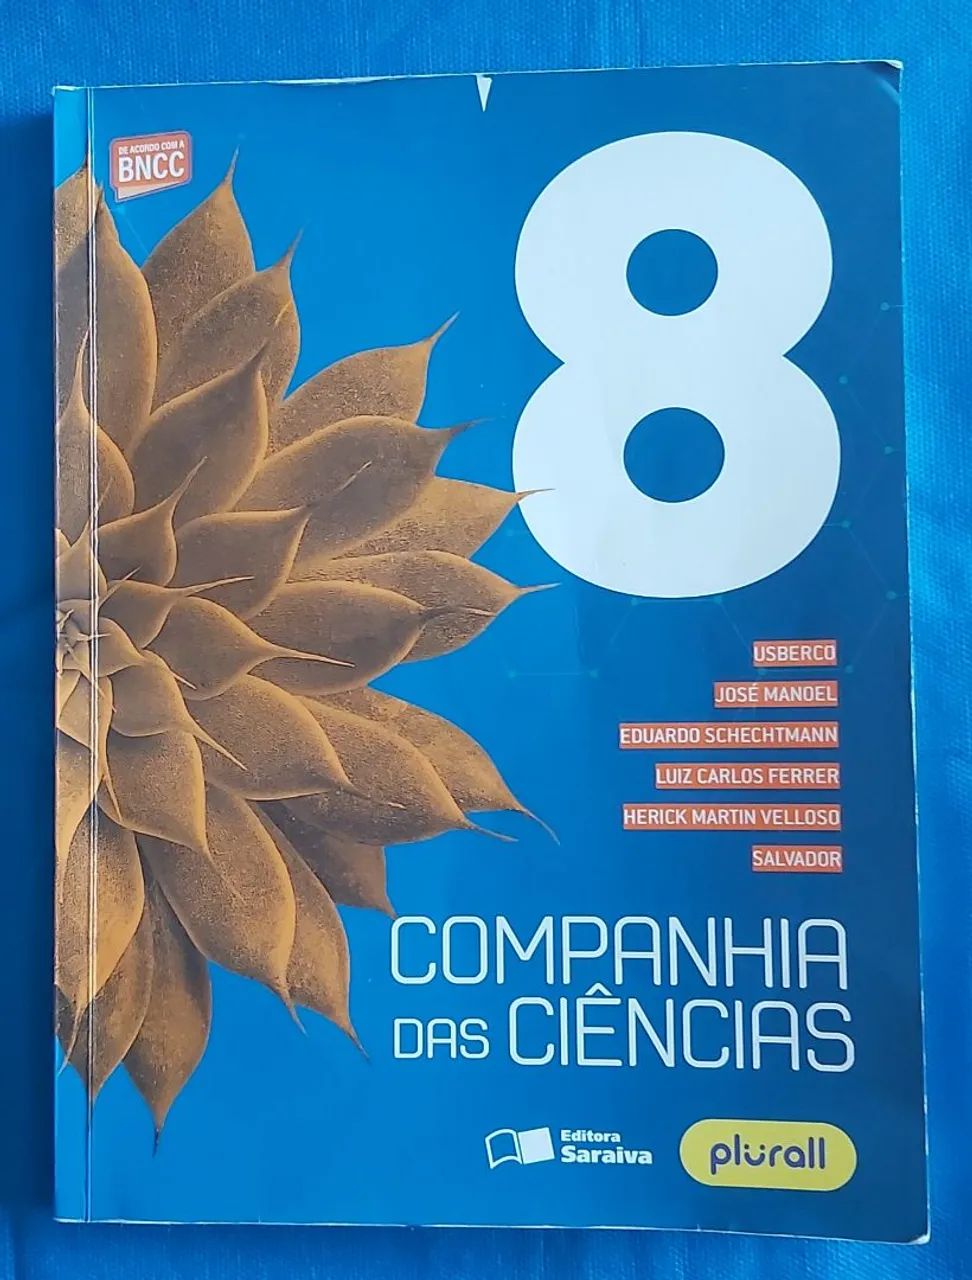 DE ACORDO COM A
BNCC
8
USBERCO
JOSÉ MANOEL
EDUARDO SCHECHTMANN
LUIZ CARLOS FERRER
HERICK MARTIN VELLOSO
SALVADOR
COMPANHIA
DAS CIÊNCIAS
Editora
Saraiva
plurall